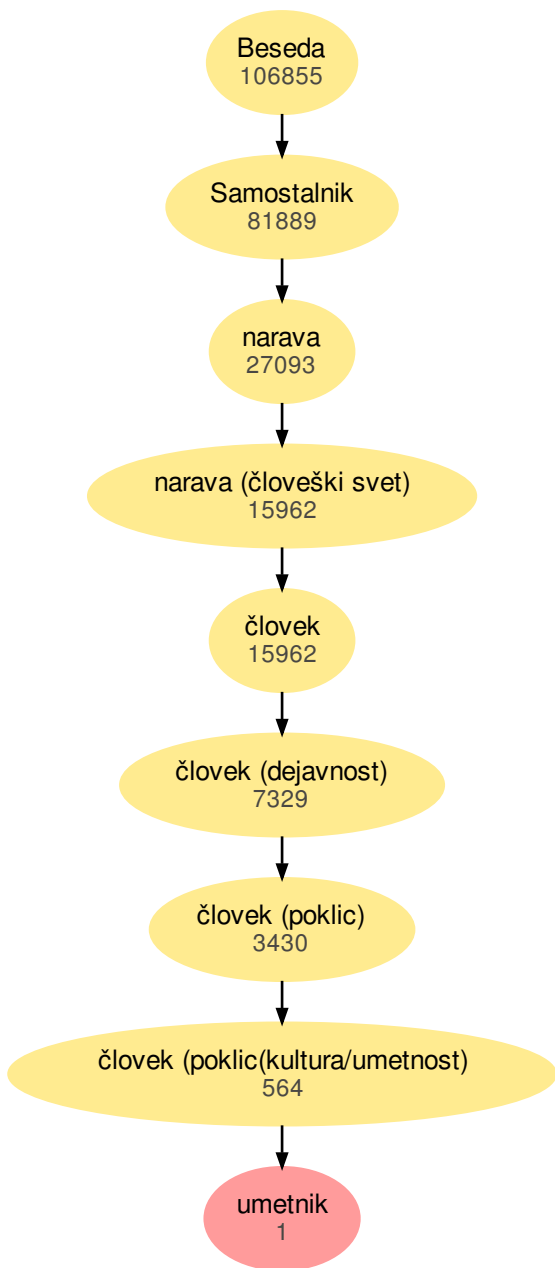 Beseda
106855
Samostalnik
81889
narava
27093
narava (človeški svet)
15962
človek
15962
človek (dejavnost)
7329
človek (poklic)
3430
človek (poklic(kultura/umetnost)
564
umetnik
1